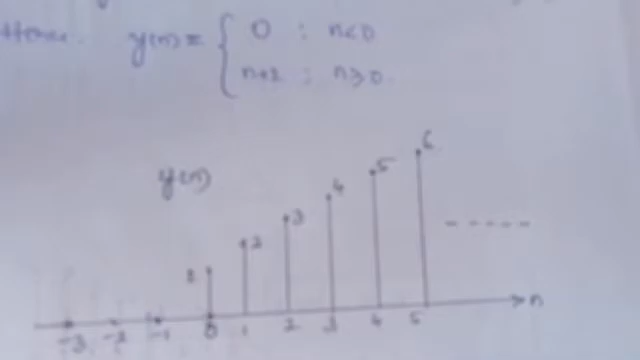 Hence. y(n) = { 0 : n<0
n+1 ; n≥0.
y(n)
1 2 3 4 5 6
n
-3 -2 -1 0 1 2 3 4 5